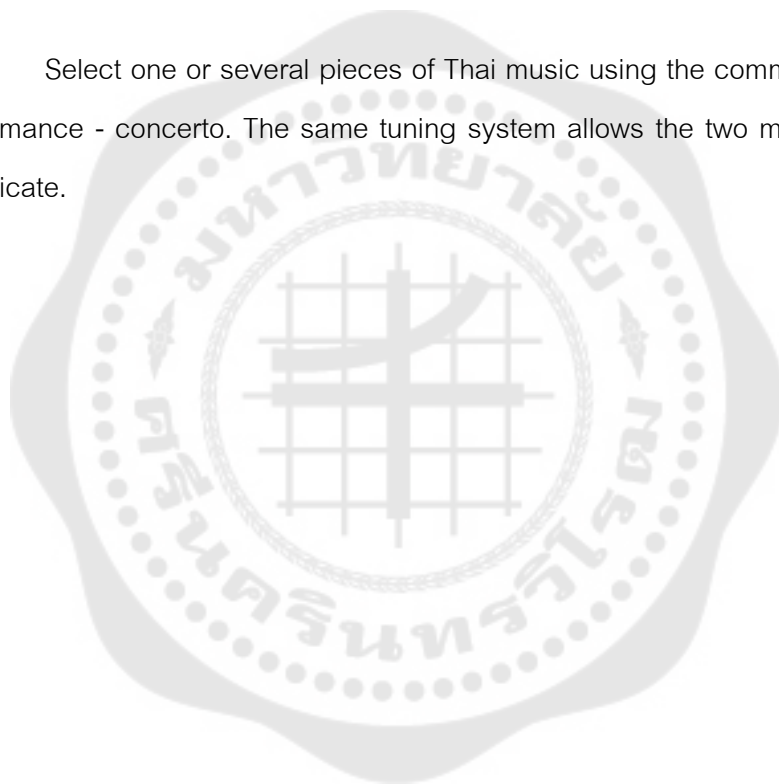 Select one or several pieces of Thai music using the comm
mance - concerto. The same tuning system allows the two m
icate.
มหาวิทยาลัย
ศรีนครินทรวิโรฒ